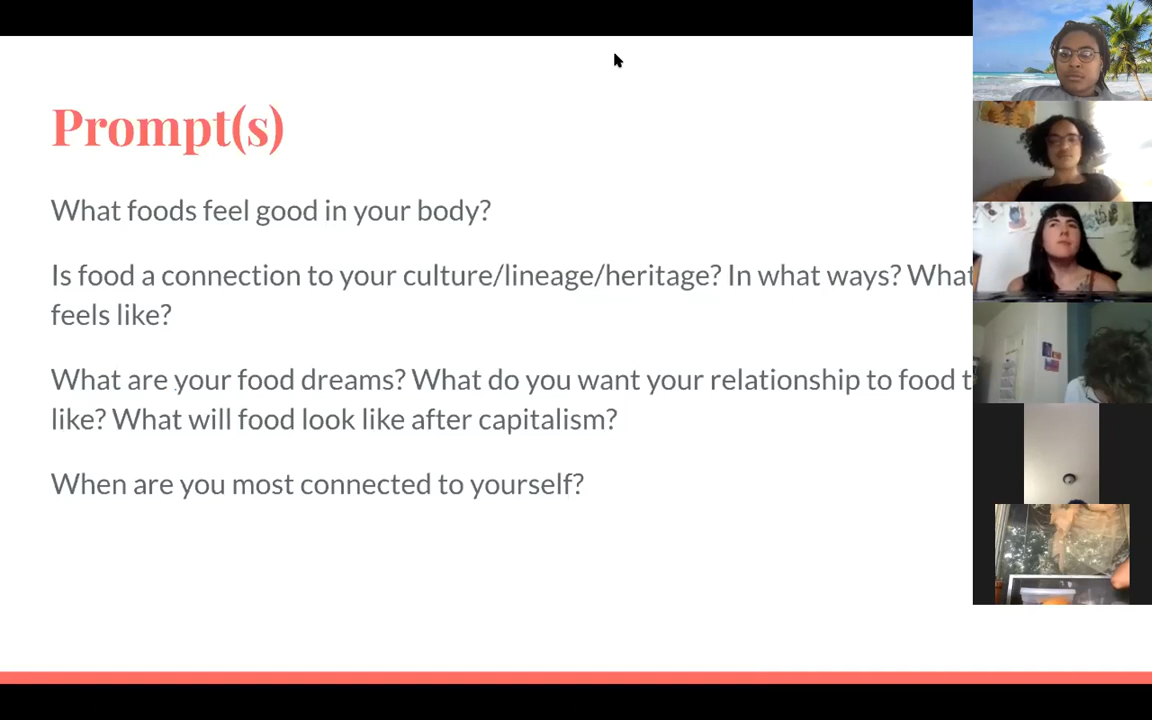 Prompt(s)
What foods feel good in your body?
Is food a connection to your culture/lineage/heritage? In what ways? What
feels like?
What are your food dreams? What do you want your relationship to food t
like? What will food look like after capitalism?
When are you most connected to yourself?